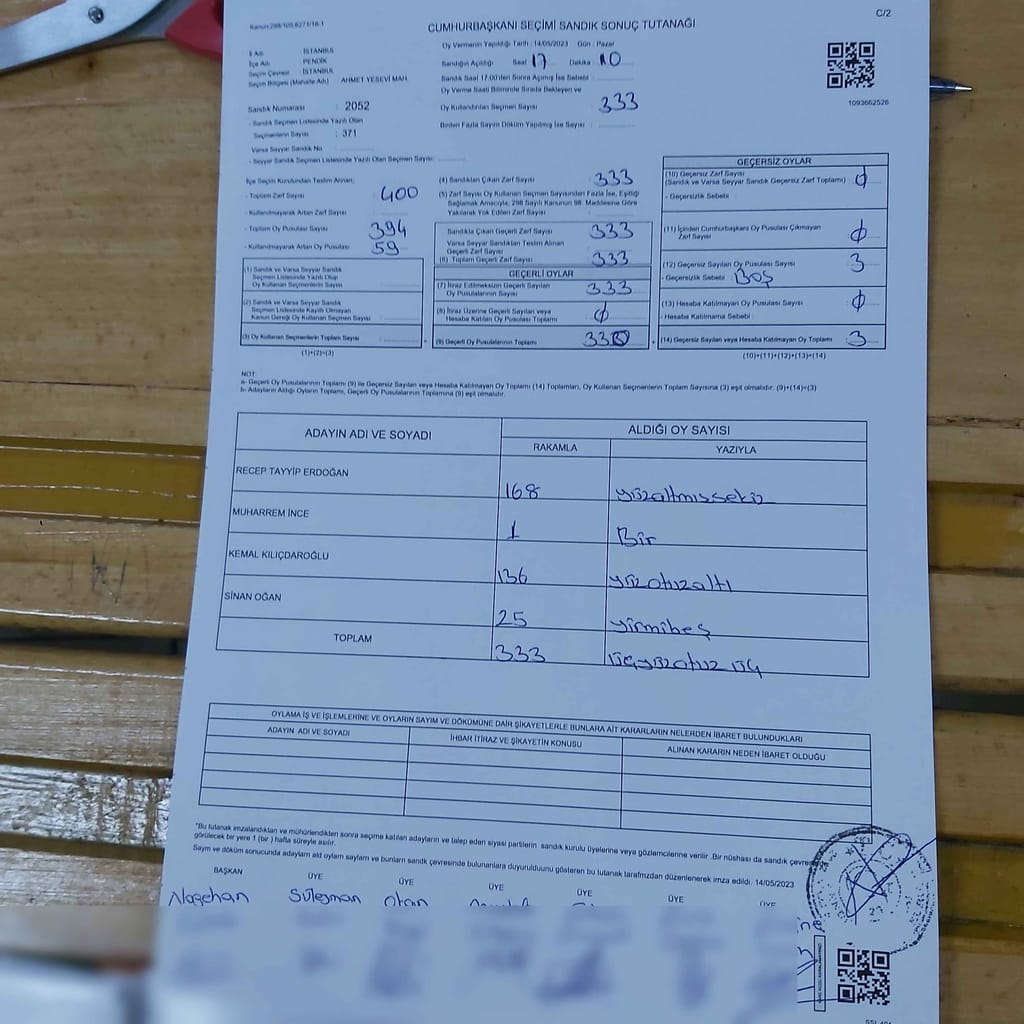 Kanun:298/105,6271/18-1
C/2
CUMHURBAŞKANI SEÇİMİ SANDIK SONUÇ TUTANAĞI
İl Adı : İSTANBUL
İlçe Adı : PENDİK
Seçim Çevresi : İSTANBUL
Seçim Bölgesi (Mahalle Adı) : AHMET YESEVİ MAH
Sandık Numarası : 2052
- Sandık Seçmen Listesinde Yazılı Olan
Seçmenlerin Sayısı : 371
Varsa Seyyar Sandık No
- Seyyar Sandık Seçmen Listesinde Yazılı Olan Seçmen Sayısı:
Oy Vermenin Yapıldığı Tarih : 14/05/2023 Gün : Pazar
Sandığın Açıldığı Saat 17 Dakika 10
Sandık Saat 17.00'den Sonra Açılmış İse Sebebi :
Oy Verme Saati Bitiminde Sırada Bekleyen ve
Oy Kullandırılan Seçmen Sayısı : 333
Birden Fazla Sayım Döküm Yapılmış İse Sayısı :
1093662526
İlçe Seçim Kurulundan Teslim Alınan;
- Toplam Zarf Sayısı : 400
- Kullanılmayarak Artan Zarf Sayısı :
- Toplam Oy Pusulası Sayısı : 394
- Kullanılmayarak Artan Oy Pusulası : 59
(1) Sandık ve Varsa Seyyar Sandık
Seçmen Listesinde Yazılı Olup
Oy Kullanan Seçmenlerin Sayısı :
(2) Sandık ve Varsa Seyyar Sandık
Seçmen Listesinde Kayıtlı Olmayan
Kanun Gereği Oy Kullanan Seçmen Sayısı :
(3) Oy Kullanan Seçmenlerin Toplam Sayısı :
(1)+(2)=(3)
(4) Sandıktan Çıkan Zarf Sayısı : 333
(5) Zarf Sayısı Oy Kullanan Seçmen Sayısından Fazla İse, Eşitliği
Sağlamak Amacıyla, 298 Sayılı Kanunun 98. Maddesine Göre
Yakılarak Yok Edilen Zarf Sayısı :
Sandıkta Çıkan Geçerli Zarf Sayısı : 333
Varsa Seyyar Sandıktan Teslim Alınan
Geçerli Zarf Sayısı :
(6) Toplam Geçerli Zarf Sayısı : 333
GEÇERLİ OYLAR
(7) İtiraz Edilmeksizin Geçerli Sayılan
Oy Pusulalarının Sayısı : 333
(8) İtiraz Üzerine Geçerli Sayılan veya
Hesaba Katılan Oy Pusulası Toplamı : 0
(9) Geçerli Oy Pusulalarının Toplamı :
GEÇERSİZ OYLAR
(10) Geçersiz Zarf Sayısı
(Sandık ve Varsa Seyyar Sandık Geçersiz Zarf Toplamı) : 0
- Geçersizlik Sebebi :
(11) İçinden Cumhurbaşkanı Oy Pusulası Çıkmayan
Zarf Sayısı : 0
(12) Geçersiz Sayılan Oy Pusulası Sayısı : 3
- Geçersizlik Sebebi : Boş
(13) Hesaba Katılmayan Oy Pusulası Sayısı : 0
- Hesaba Katılmama Sebebi :
(14) Geçersiz Sayılan veya Hesaba Katılmayan Oy Toplamı : 3
(10)+(11)+(12)+(13)=(14)
NOT:
a- Geçerli Oy Pusulalarının Toplamı (9) ile Geçersiz Sayılan veya Hesaba Katılmayan Oy Toplamı (14) Toplamları, Oy Kullanan Seçmenlerin Toplam Sayısına (3) eşit olmalıdır. (9)+(14)=(3)
b- Adayların Aldığı Oyların Toplamı, Geçerli Oy Pusulalarının Toplamına (9) eşit olmalıdır.
ADAYIN ADI VE SOYADI ALDIĞI OY SAYISI
RAKAMLA YAZIYLA
RECEP TAYYİP ERDOĞAN 168 yüzaltmışsekiz
MUHARREM İNCE 1 Bir
KEMAL KILIÇDAROĞLU 136 yüzotuzaltı
SİNAN OĞAN 25 yirmibeş
TOPLAM 333 üçyüzotuz üç
OYLAMA İŞ VE İŞLEMLERİNE VE OYLARIN SAYIM VE DÖKÜMÜNE DAİR ŞİKAYETLERLE BUNLARA AİT KARARLARIN NELERDEN İBARET BULUNDUKLARI
ADAYIN ADI VE SOYADI İHBAR İTİRAZ VE ŞİKAYETİN KONUSU ALINAN KARARIN NEDEN İBARET OLDUĞU
*Bu tutanak imzalandıktan ve mühürlendikten sonra seçime katılan adayların ve talep eden siyasi partilerin sandık kurulu üyelerine veya gözlemcilerine verilir .Bir nüshası da sandık çevresinde
görülecek bir yere 1 (bir ) hafta süreyle asılır.
Sayım ve döküm sonucunda adayların aldığı oyların sayımını ve bunların sandık çevresinde bulunanlara duyurulduğunu gösteren bu tutanak tarafımızdan düzenlenerek imza edildi. 14/05/2023
BAŞKAN ÜYE ÜYE ÜYE ÜYE ÜYE ÜYE
Nagehan Süleyman Okan